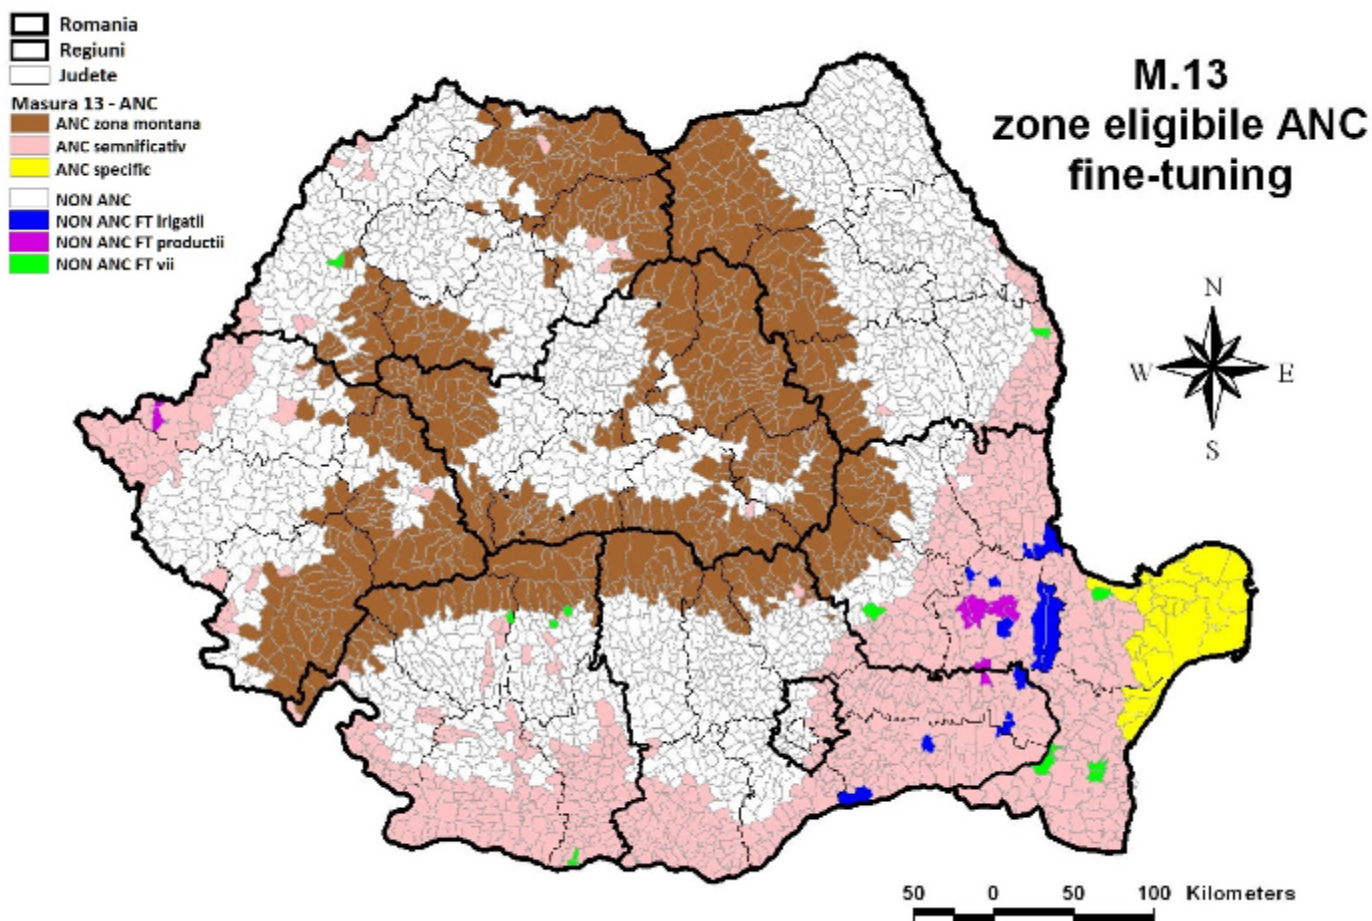 Romania
Regiuni
Judete
Masura 13 - ANC
ANC zona montana
ANC semnificativ
ANC specific
NON ANC
NON ANC FT Irigatii
NON ANC FT productii
NON ANC FT vii
M.13
zone eligibile ANC
fine-tuning
N
W E
S
50 0 50 100 Kilometers